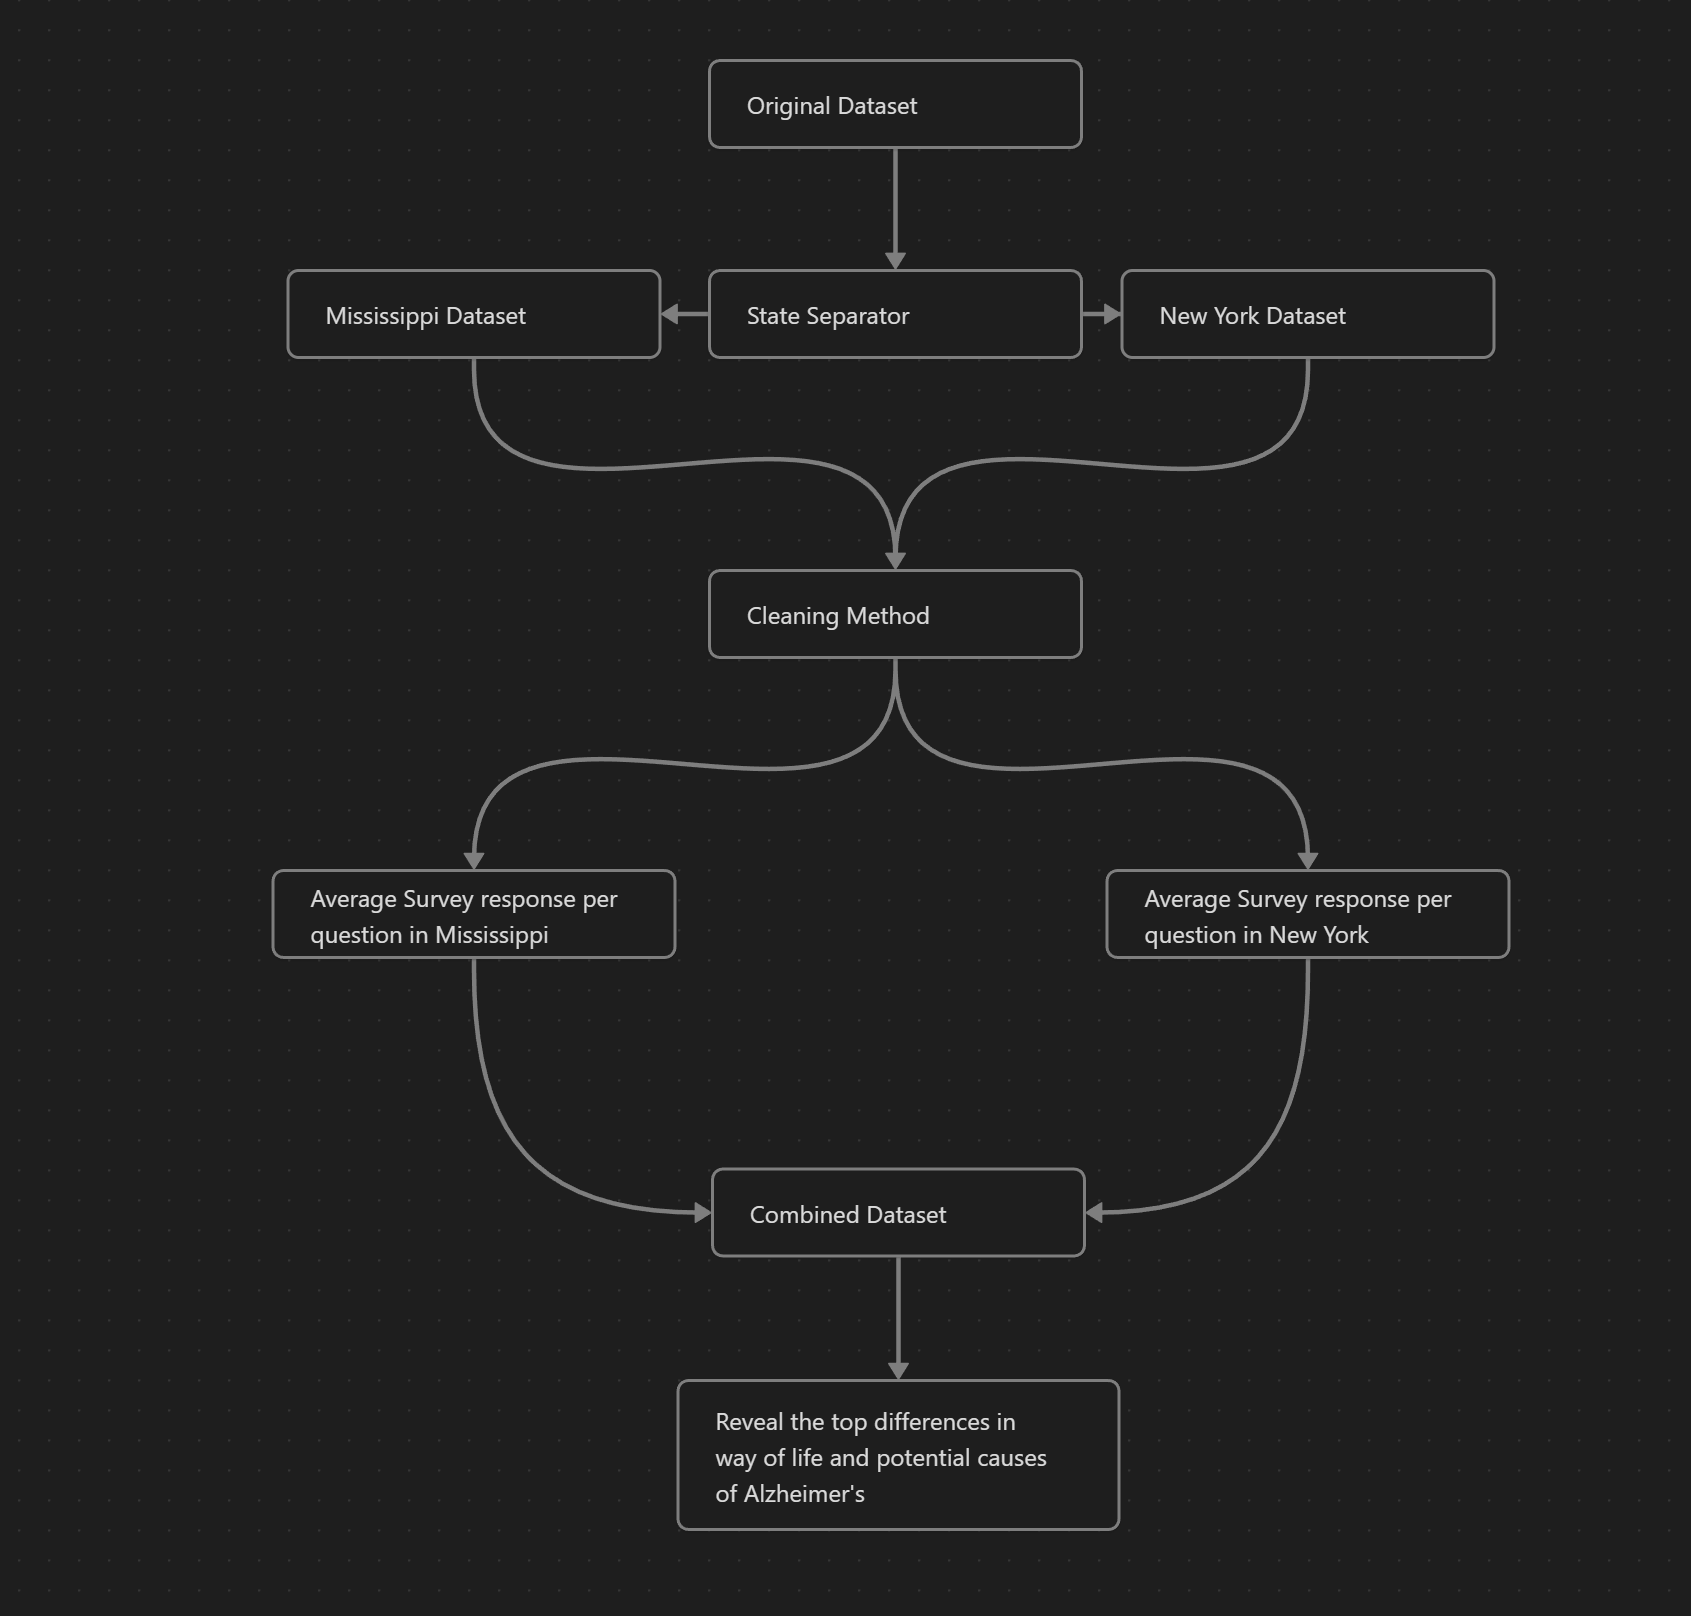 Original Dataset
Mississippi Dataset
State Separator
New York Dataset
Cleaning Method
Average Survey response per
question in Mississippi
Average Survey response per
question in New York
Combined Dataset
Reveal the top differences in
way of life and potential causes
of Alzheimer's